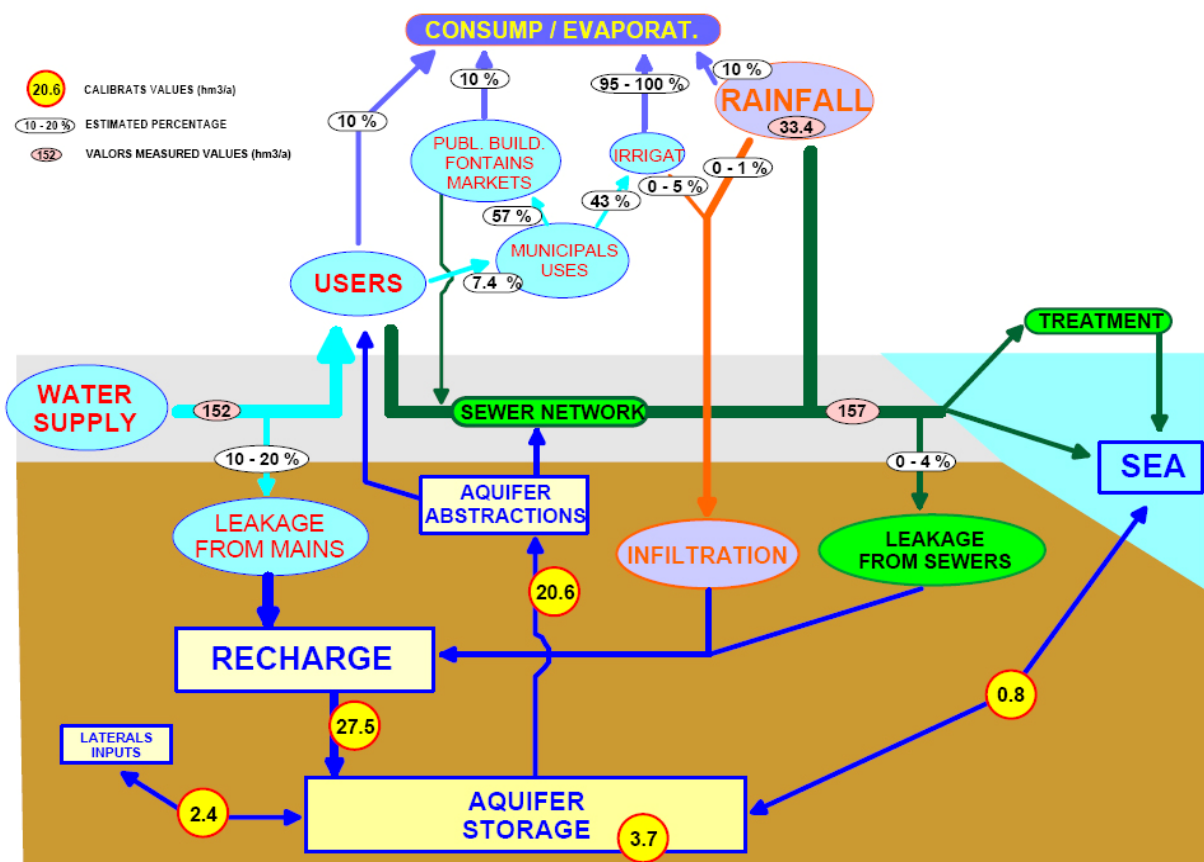 CONSUMP / EVAPORAT.
20.6
CALIBRATS VALUES (hm3/a)
10 - 20 %
ESTIMATED PERCENTAGE
152
VALORS MEASURED VALUES (hm3/a)
10 %
10 %
95 - 100 %
10 %
RAINFALL
33.4
PUBL. BUILD.
FONTAINS
MARKETS
IRRIGAT
0 - 5 %
0 - 1 %
57 %
43 %
MUNICIPALS
USES
7.4 %
USERS
TREATMENT
WATER
SUPPLY
152
SEWER NETWORK
157
10 - 20 %
0 - 4 %
SEA
AQUIFER
ABSTRACTIONS
LEAKAGE
FROM MAINS
INFILTRATION
LEAKAGE
FROM SEWERS
20.6
RECHARGE
27.5
0.8
LATERALS
INPUTS
2.4
AQUIFER
STORAGE
3.7